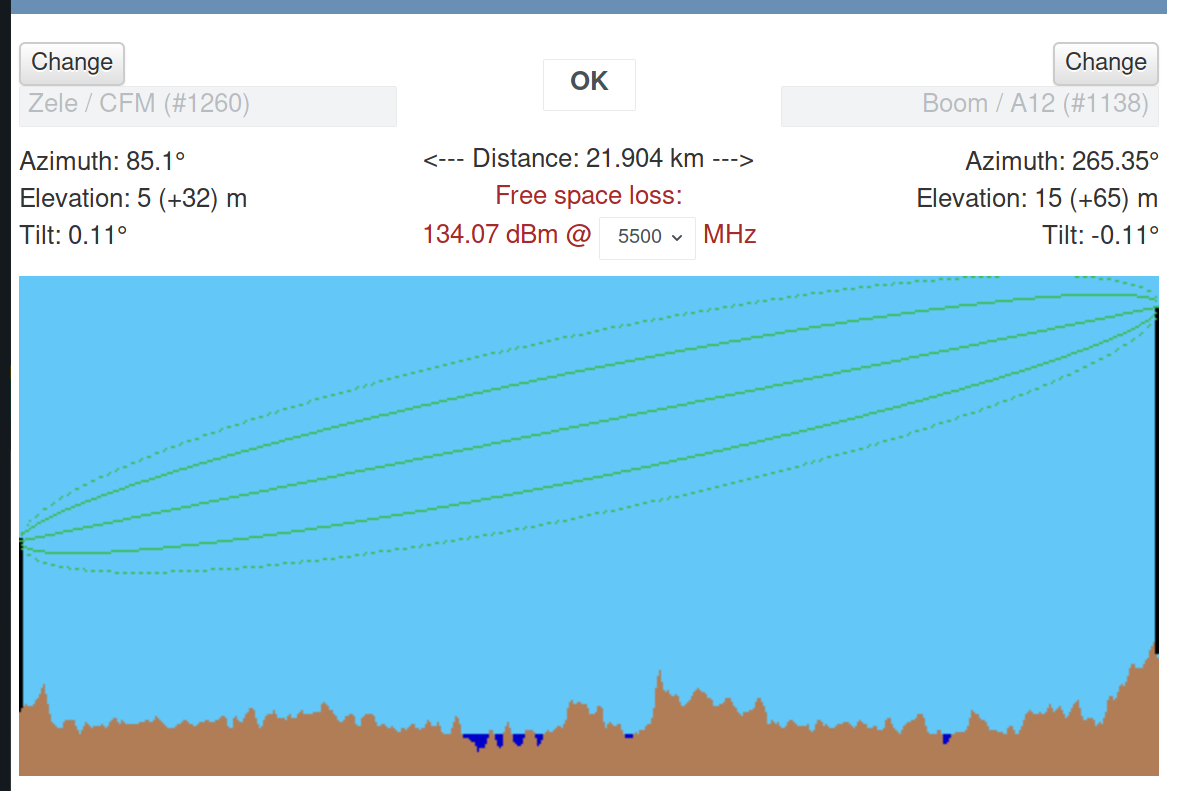 Change
OK
Change
Zele / CFM (#1260)
Boom / A12 (#1138)
Azimuth: 85.1°
<--- Distance: 21.904 km --->
Azimuth: 265.35°
Elevation: 5 (+32) m
Free space loss:
Elevation: 15 (+65) m
Tilt: 0.11°
134.07 dBm @ 5500 MHz
Tilt: -0.11°